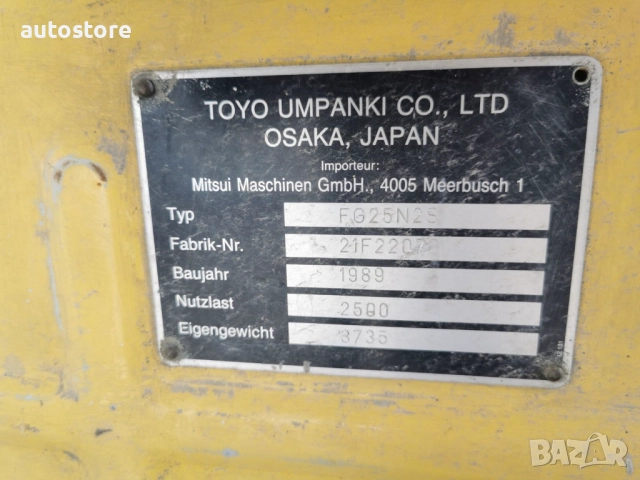 autostore
TOYO UMPANKI CO., LTD
OSAKA, JAPAN
Importeur:
Mitsui Maschinen GmbH., 4005 Meerbusch 1
Typ
Fabrik-Nr.
Baujahr 1989
Nutzlast 2500
Eigengewicht 3735
BAZAR